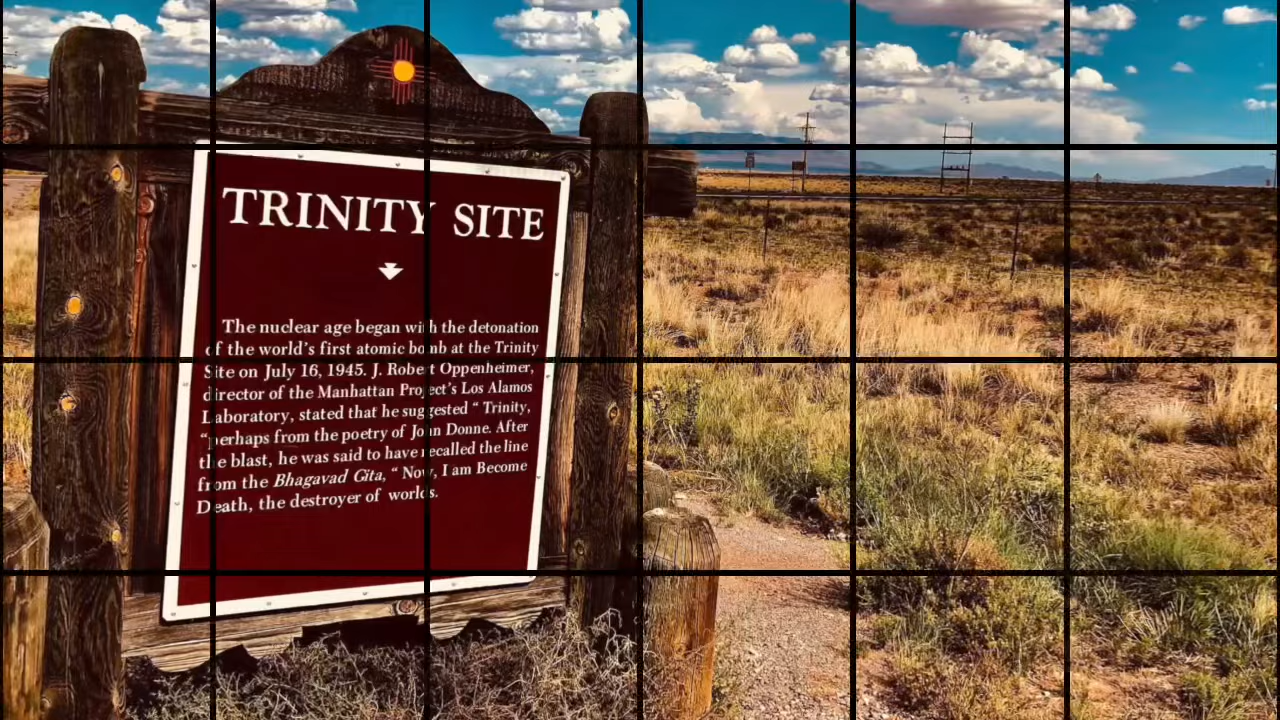 TRINITY SITE
The nuclear age began with the detonation
of the world's first atomic bomb at the Trinity
Site on July 16, 1945. J. Robert Oppenheimer,
director of the Manhattan Project's Los Alamos
Laboratory, stated that he suggested “ Trinity,
“perhaps from the poetry of John Donne. After
the blast, he was said to have recalled the line
from the Bhagavad Gita, “ Now, I am Become
Death, the destroyer of worlds.